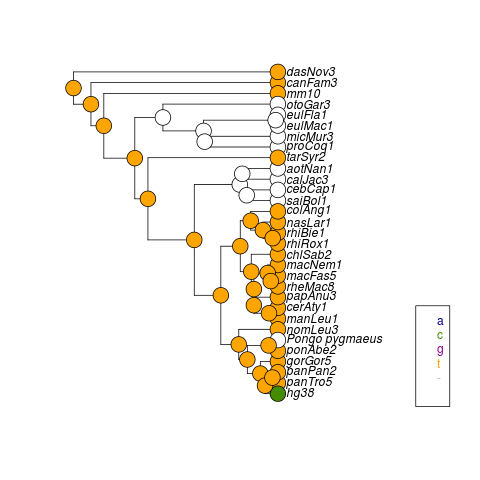 dasNov3
canFam3
mm10
otoGar3
eulFla1
eulMac1
micMur3
proCoq1
tarSyr2
aotNan1
calJac3
cebCap1
saiBol1
colAng1
nasLar1
rhiBie1
rhiRox1
chlSab2
macNem1
macFas5
rheMac8
papAnu3
cerAty1
manLeu1
nomLeu3
Pongo pygmaeus
ponAbe2
gorGor5
panPan2
panTro5
hg38
a
c
g
t
-